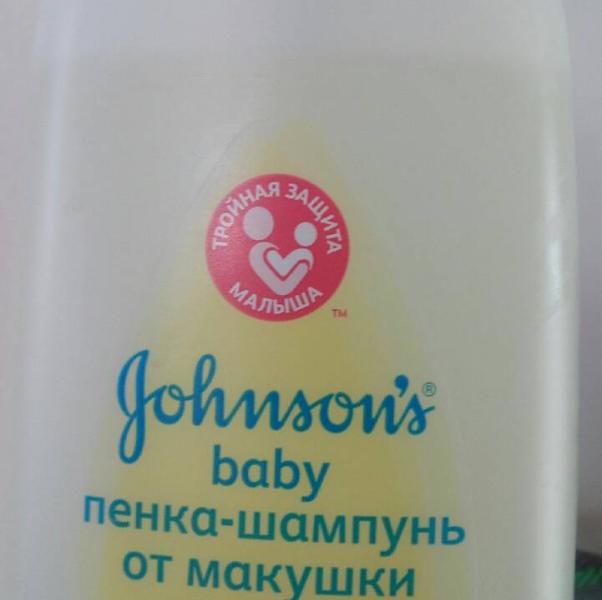 ТРОЙНАЯ ЗАЩИТА
МАЛЫША
TM
Johnson's®
baby
пенка-шампунь
от макушки